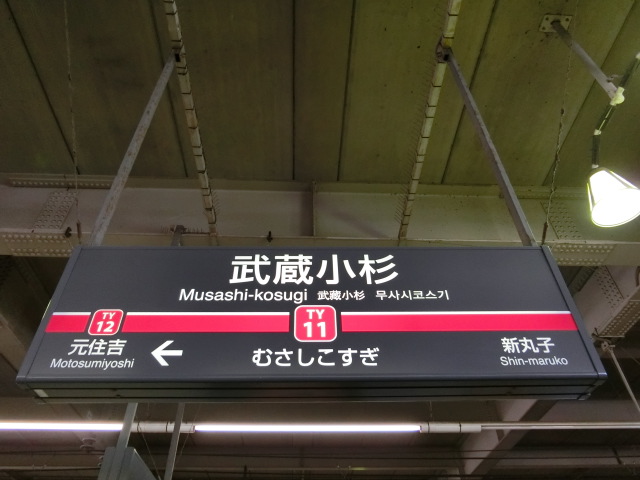 武蔵小杉
Musashi-kosugi 武藏小杉 무사시코스기
TY
12
TY
11
元住吉
Motosumiyoshi
←
むさしこすぎ
新丸子
Shin-maruko